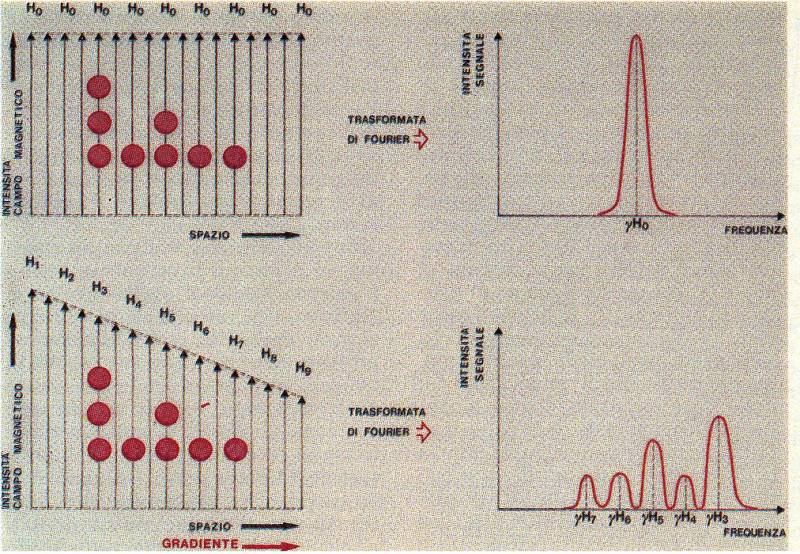 H₀ H₀ H₀ H₀ H₀ H₀ H₀ H₀ H₀
INTENSITÀ
CAMPO MAGNETICO
SPAZIO
TRASFORMATA
DI FOURIER
INTENSITÀ
SEGNALE
γH₀
FREQUENZA
H₁ H₂ H₃ H₄ H₅ H₆ H₇ H₈ H₉
INTENSITÀ
CAMPO MAGNETICO
SPAZIO
GRADIENTE
TRASFORMATA
DI FOURIER
INTENSITÀ
SEGNALE
γH₇ γH₆ γH₅ γH₄ γH₃
FREQUENZA